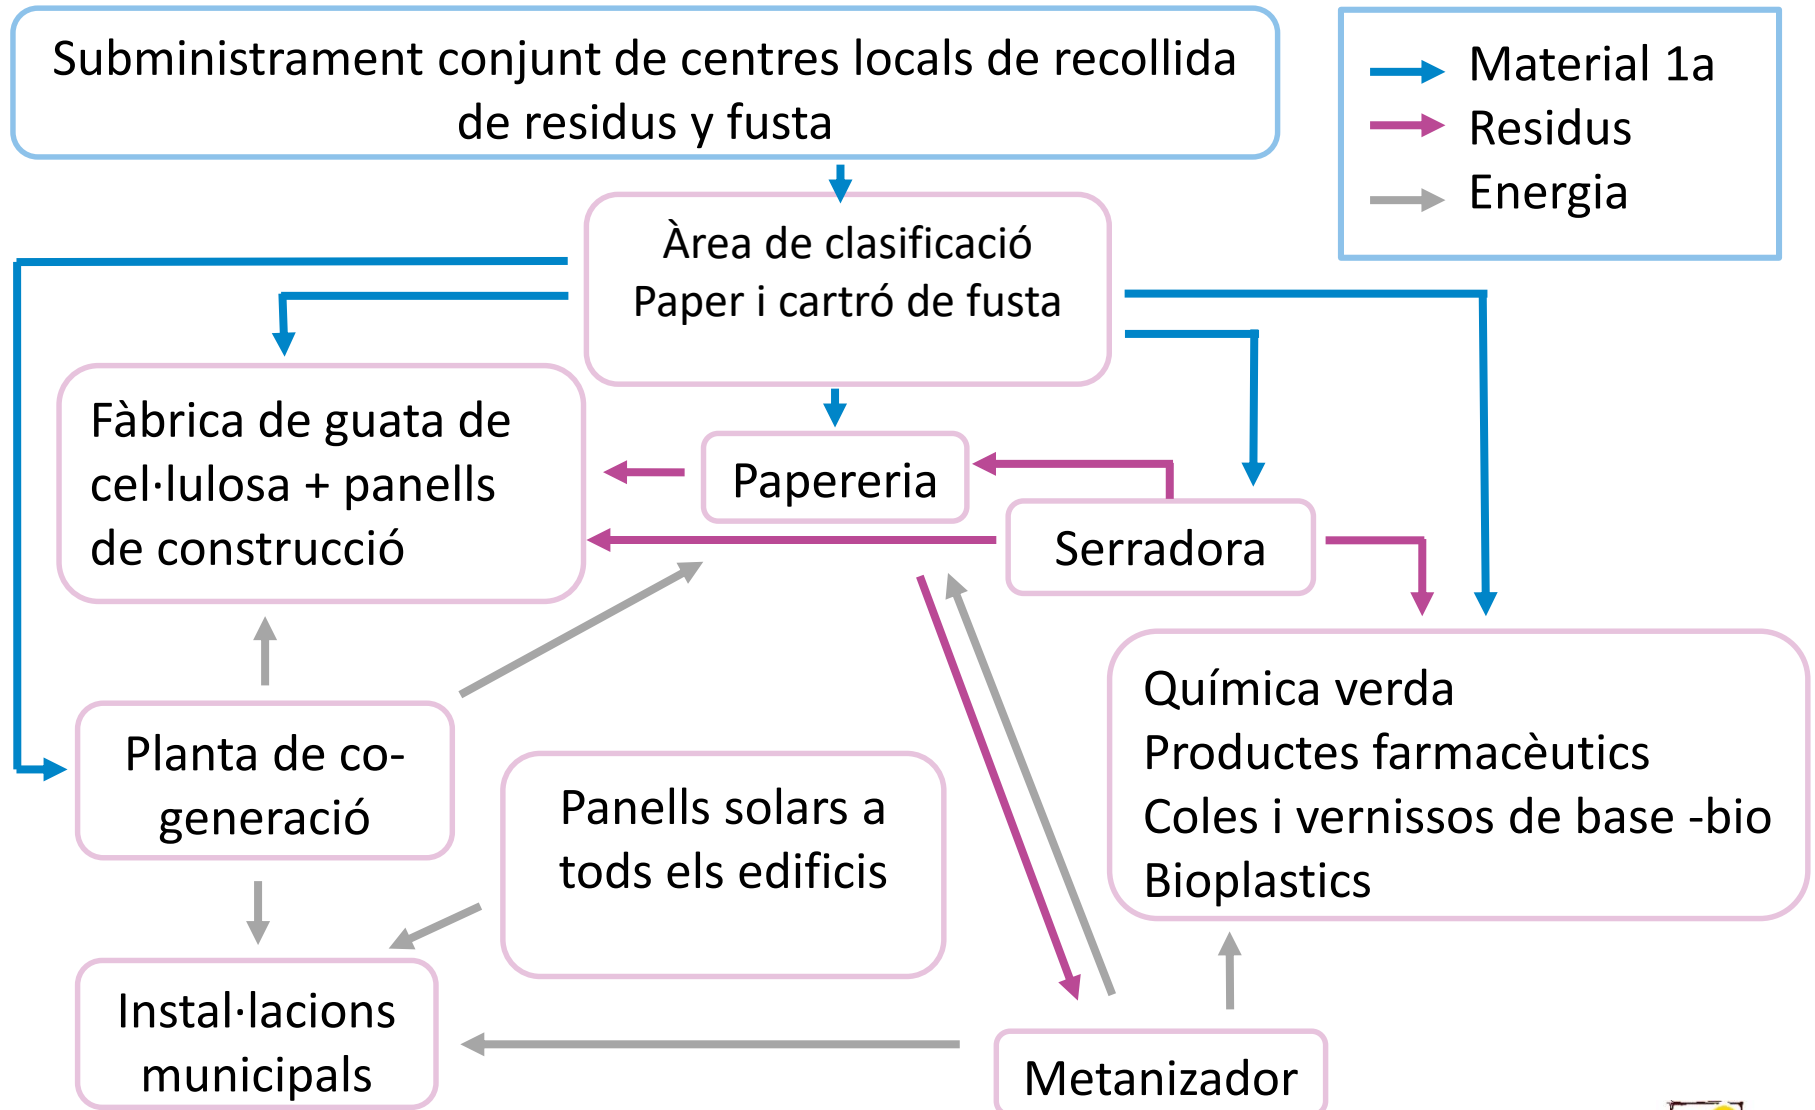 Subministrament conjunt de centres locals de recollida
de residus y fusta
Material 1a
Residus
Energia
Àrea de clasificació
Paper i cartró de fusta
Fàbrica de guata de
cel·lulosa + panells
de construcció
Papereria
Serradora
Química verda
Productes farmacèutics
Coles i vernissos de base -bio
Bioplastics
Planta de co-
generació
Panells solars a
tods els edificis
Instal·lacions
municipals
Metanizador